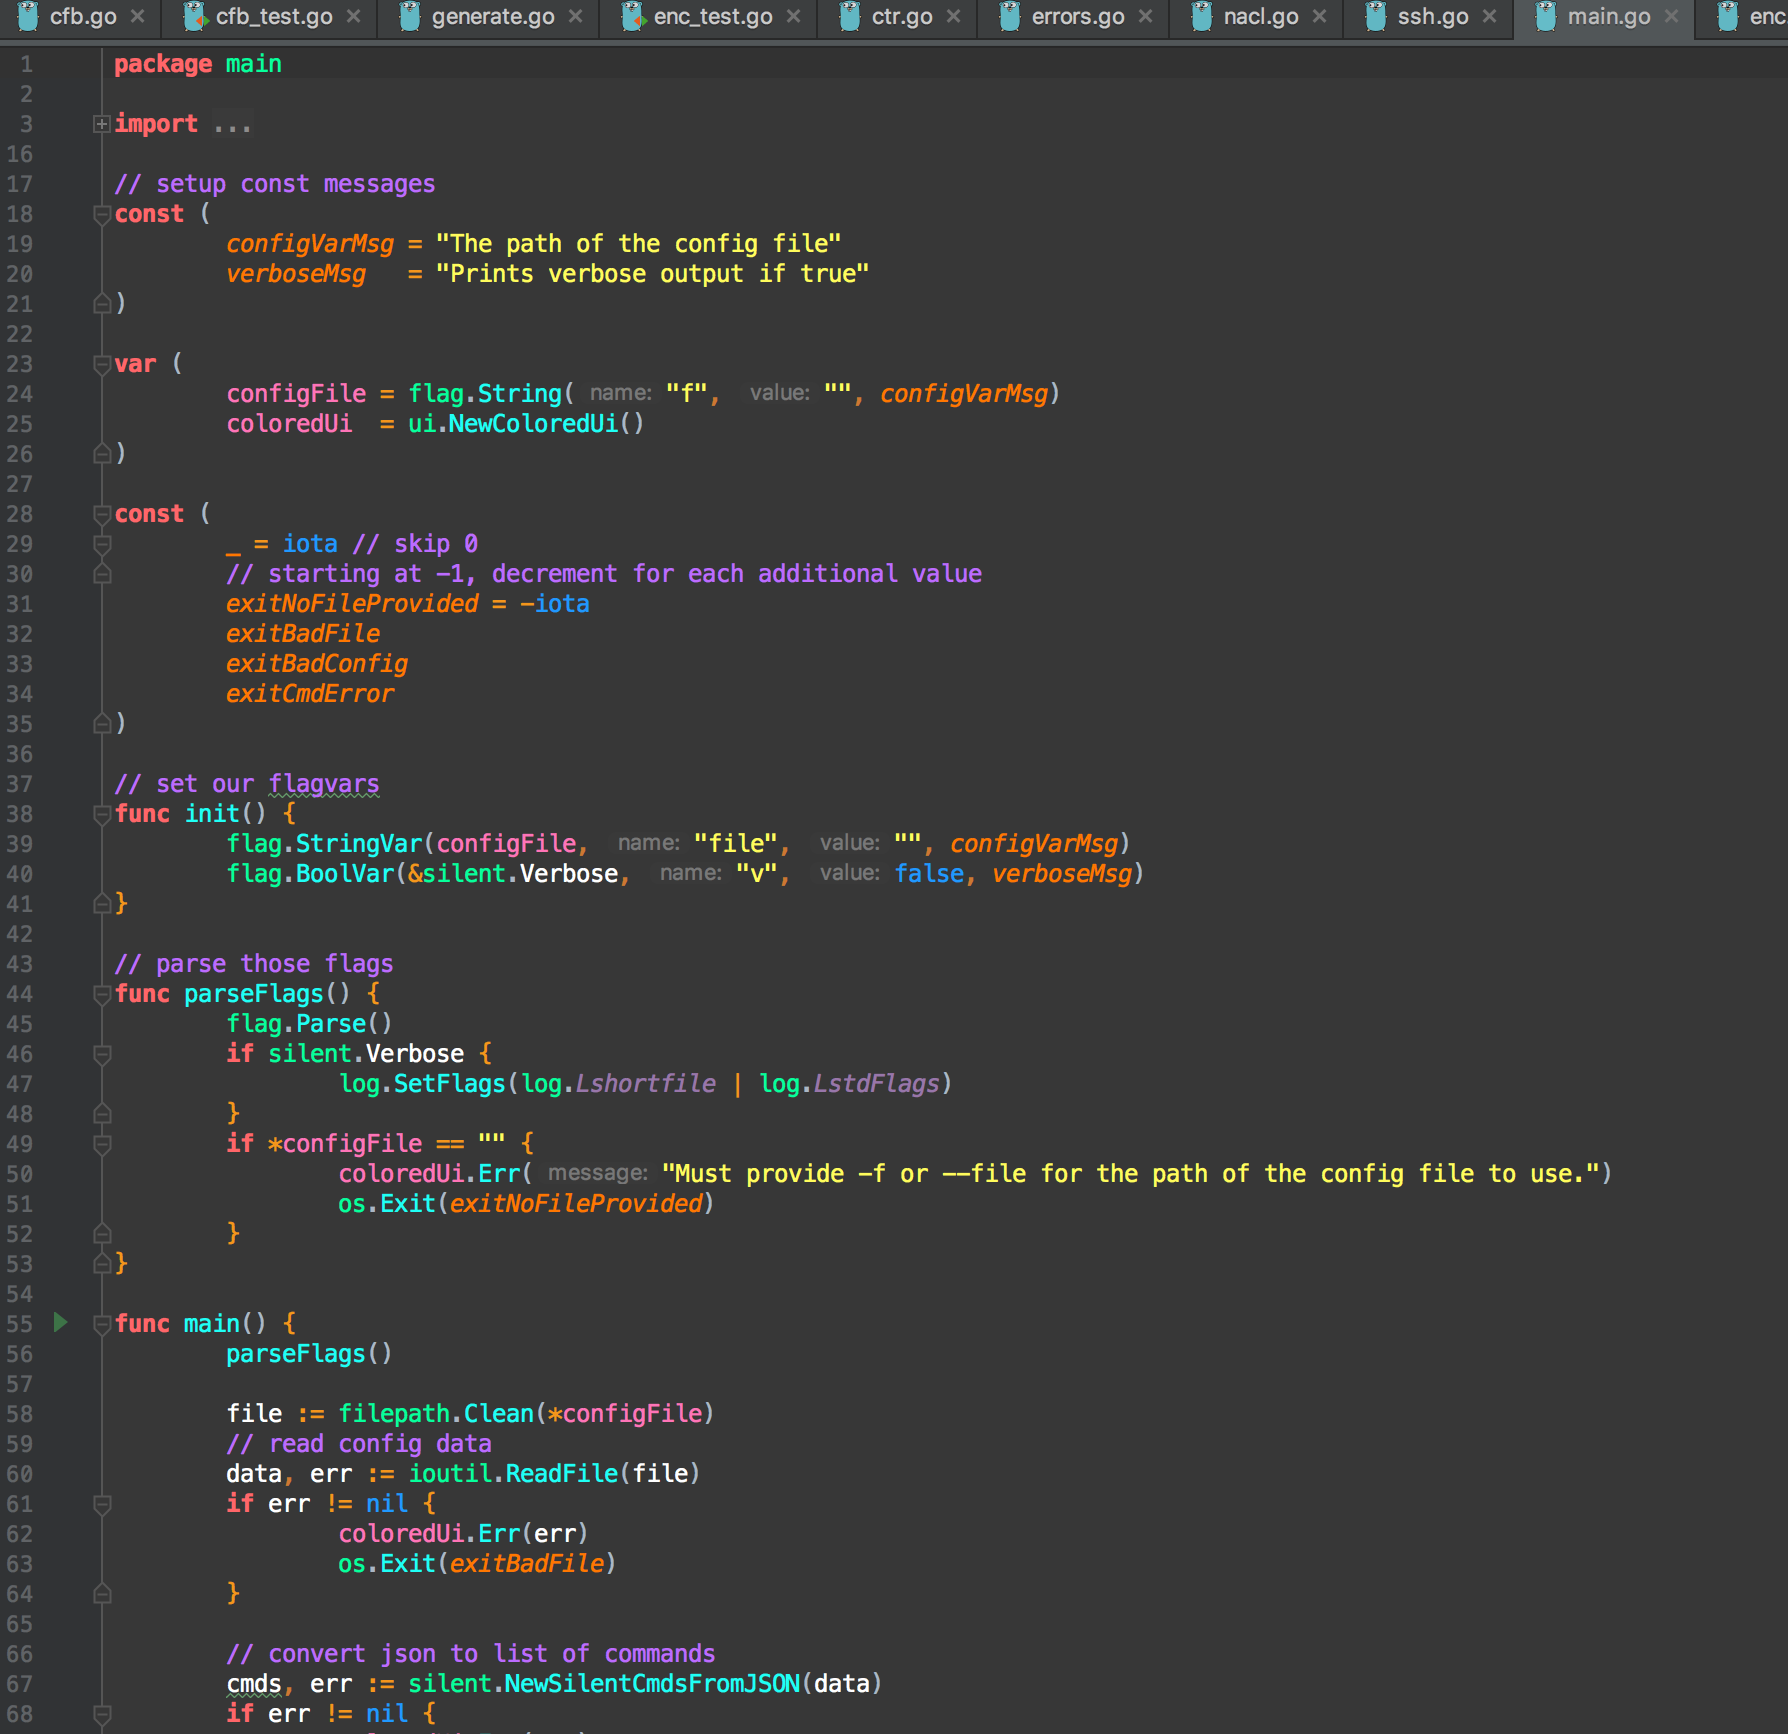 cfb.go cfb_test.go generate.go enc_test.go ctr.go errors.go nacl.go ssh.go main.go enc
1 package main
2
3 import ...
16
17 // setup const messages
18 const (
19 configVarMsg = "The path of the config file"
20 verboseMsg = "Prints verbose output if true"
21 )
22
23 var (
24 configFile = flag.String( name: "f", value: "", configVarMsg)
25 coloredUi = ui.NewColoredUi()
26 )
27
28 const (
29 _ = iota // skip 0
30 // starting at -1, decrement for each additional value
31 exitNoFileProvided = -iota
32 exitBadFile
33 exitBadConfig
34 exitCmdError
35 )
36
37 // set our flagvars
38 func init() {
39 flag.StringVar(configFile, name: "file", value: "", configVarMsg)
40 flag.BoolVar(&silent.Verbose, name: "v", value: false, verboseMsg)
41 }
42
43 // parse those flags
44 func parseFlags() {
45 flag.Parse()
46 if silent.Verbose {
47 log.SetFlags(log.Lshortfile | log.LstdFlags)
48 }
49 if *configFile == "" {
50 coloredUi.Err( message: "Must provide -f or --file for the path of the config file to use.")
51 os.Exit(exitNoFileProvided)
52 }
53 }
54
55 func main() {
56 parseFlags()
57
58 file := filepath.Clean(*configFile)
59 // read config data
60 data, err := ioutil.ReadFile(file)
61 if err != nil {
62 coloredUi.Err(err)
63 os.Exit(exitBadFile)
64 }
65
66 // convert json to list of commands
67 cmds, err := silent.NewSilentCmdsFromJSON(data)
68 if err != nil {